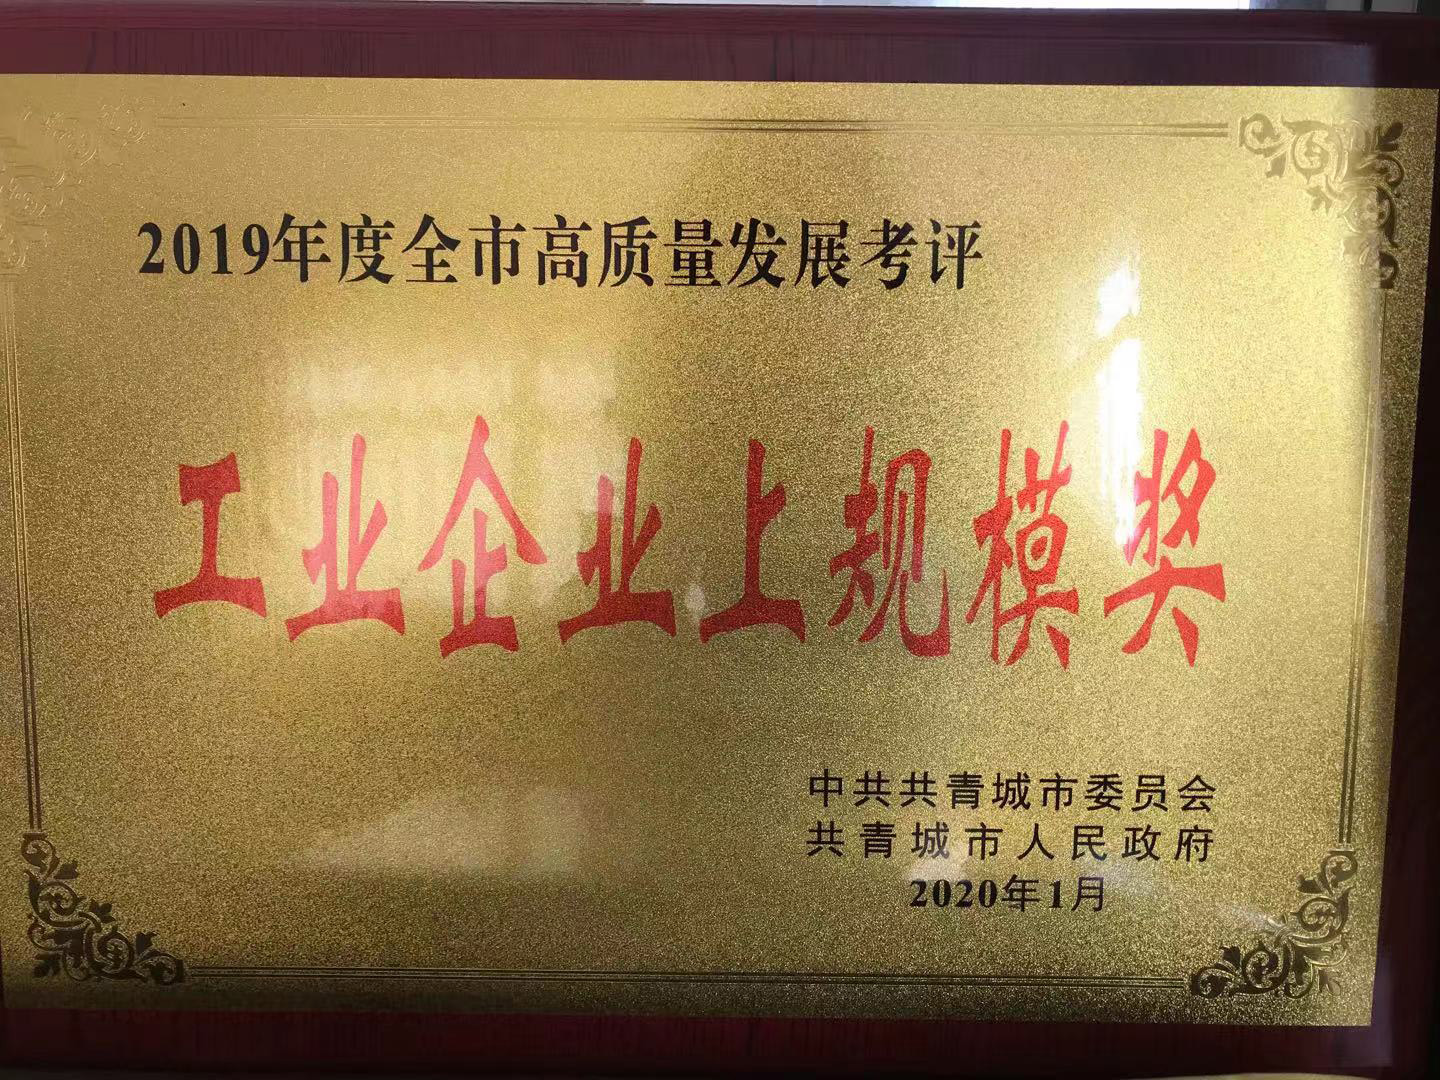 2019年度全市高质量发展考评
工业企业上规模奖
中共共青城市委员会
共青城市人民政府
2020年1月